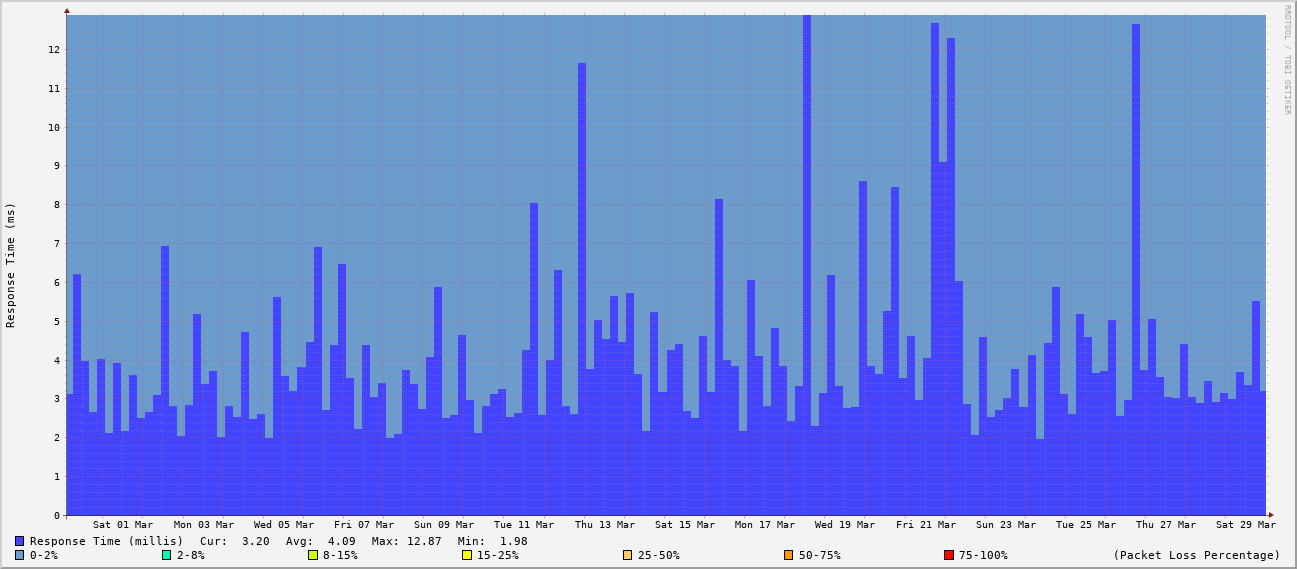 RRDTOOL / TOBI OETIKER
Response Time (ms)
12
11
10
9
8
7
6
5
4
3
2
1
0
Sat 01 Mar Mon 03 Mar Wed 05 Mar Fri 07 Mar Sun 09 Mar Tue 11 Mar Thu 13 Mar Sat 15 Mar Mon 17 Mar Wed 19 Mar Fri 21 Mar Sun 23 Mar Tue 25 Mar Thu 27 Mar Sat 29 Mar
Response Time (millis) Cur: 3.20 Avg: 4.09 Max: 12.87 Min: 1.98
0-2% 2-8% 8-15% 15-25% 25-50% 50-75% 75-100% (Packet Loss Percentage)